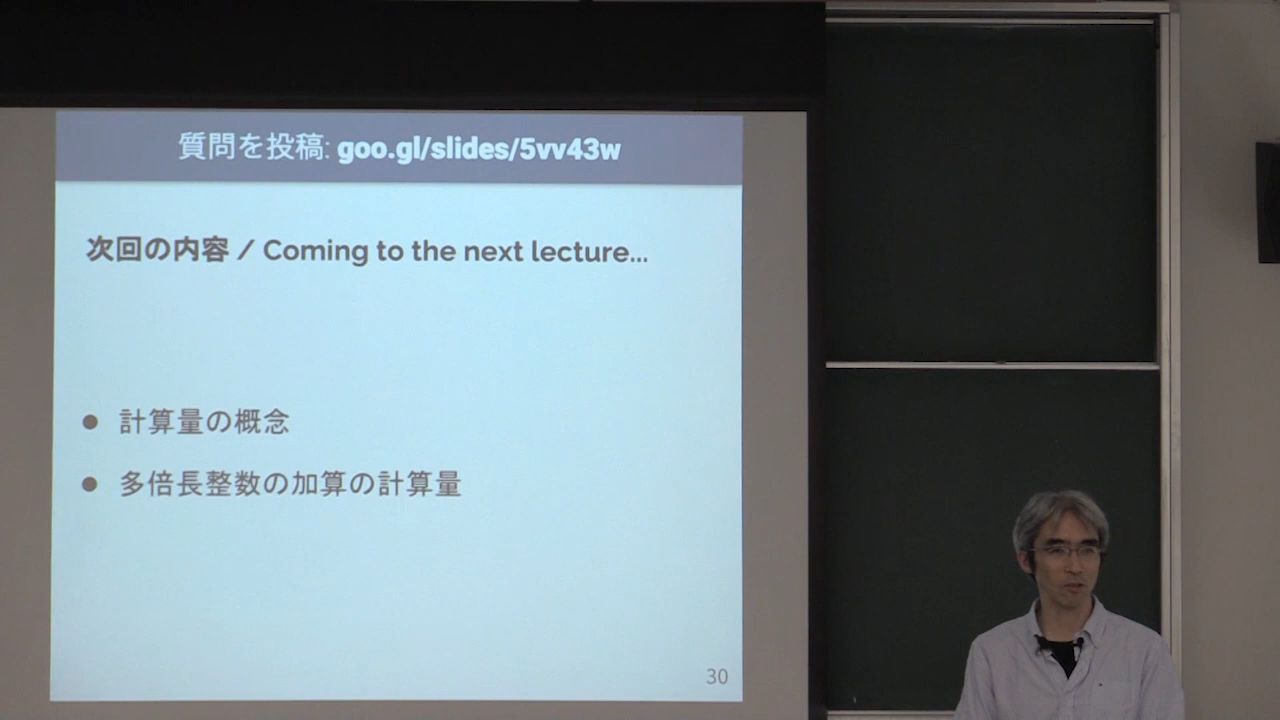 質問を投稿: goo.gl/slides/5vv43w
次回の内容 / Coming to the next lecture...
● 計算量の概念
● 多倍長整数の加算の計算量
30